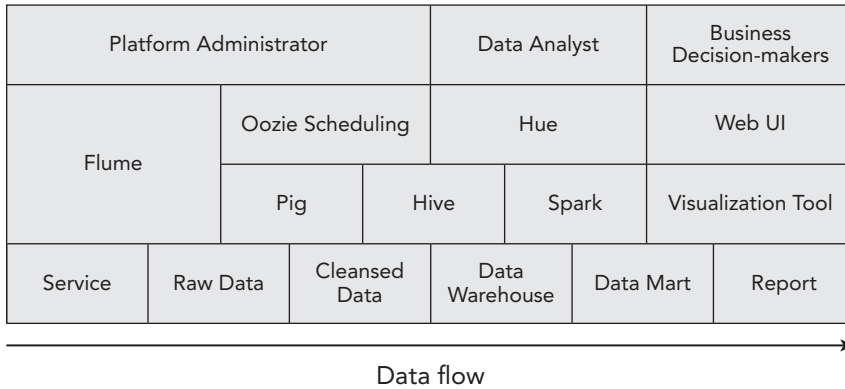 Platform Administrator
Data Analyst
Business
Decision-makers
Flume
Oozie Scheduling
Hue
Web UI
Pig
Hive
Spark
Visualization Tool
Service
Raw Data
Cleansed
Data
Data
Warehouse
Data Mart
Report
Data flow